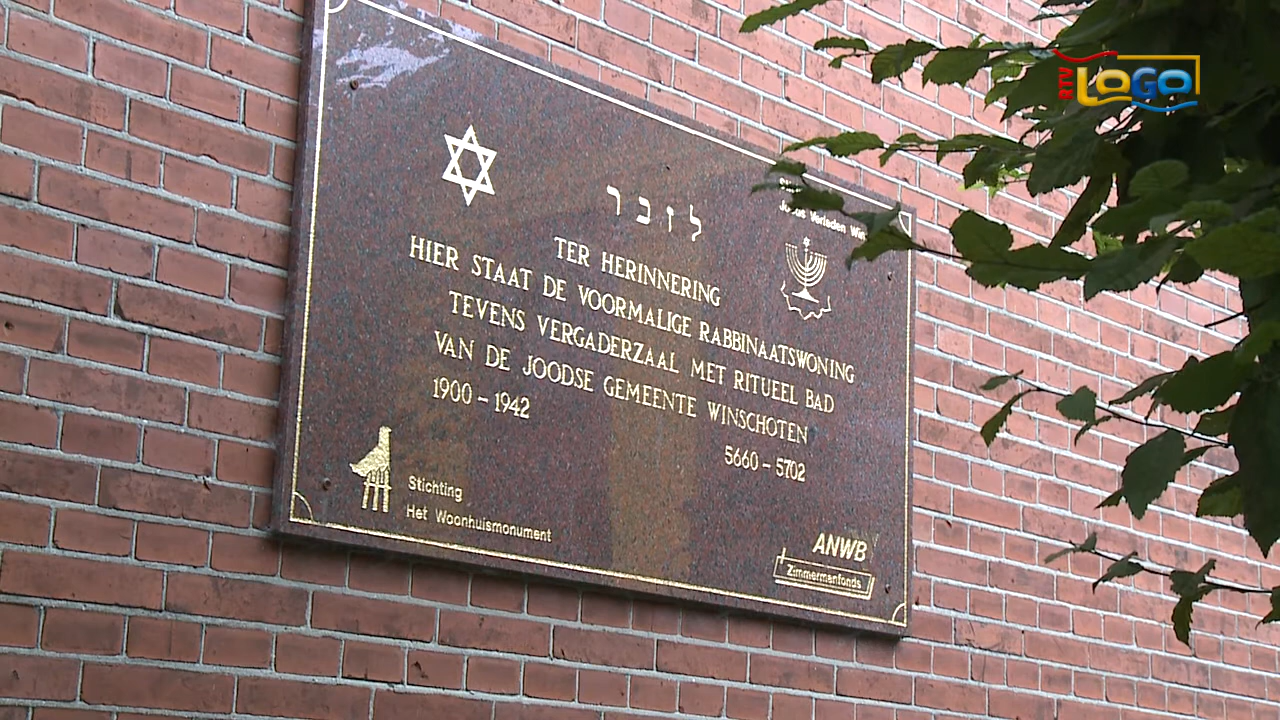 RTV LOGO
לזכר
Verleden
TER HERINNERING
HIER STAAT DE VOORMALIGE RABBINAATSWONING
TEVENS VERGADERZAAL MET RITUEEL BAD
VAN DE JOODSE GEMEENTE WINSCHOTEN
1900 - 1942
5660 - 5702
Stichting
Het Woonhuismonument
ANWB
Zimmermanfonds